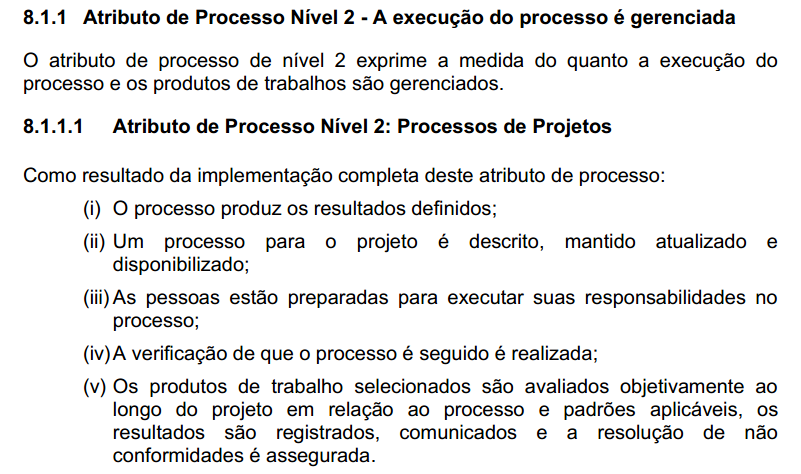 8.1.1 Atributo de Processo Nível 2 - A execução do processo é gerenciada
O atributo de processo de nível 2 exprime a medida do quanto a execução do
processo e os produtos de trabalhos são gerenciados.
8.1.1.1 Atributo de Processo Nível 2: Processos de Projetos
Como resultado da implementação completa deste atributo de processo:
(i) O processo produz os resultados definidos;
(ii) Um processo para o projeto é descrito, mantido atualizado e
disponibilizado;
(iii) As pessoas estão preparadas para executar suas responsabilidades no
processo;
(iv) A verificação de que o processo é seguido é realizada;
(v) Os produtos de trabalho selecionados são avaliados objetivamente ao
longo do projeto em relação ao processo e padrões aplicáveis, os
resultados são registrados, comunicados e a resolução de não
conformidades é assegurada.